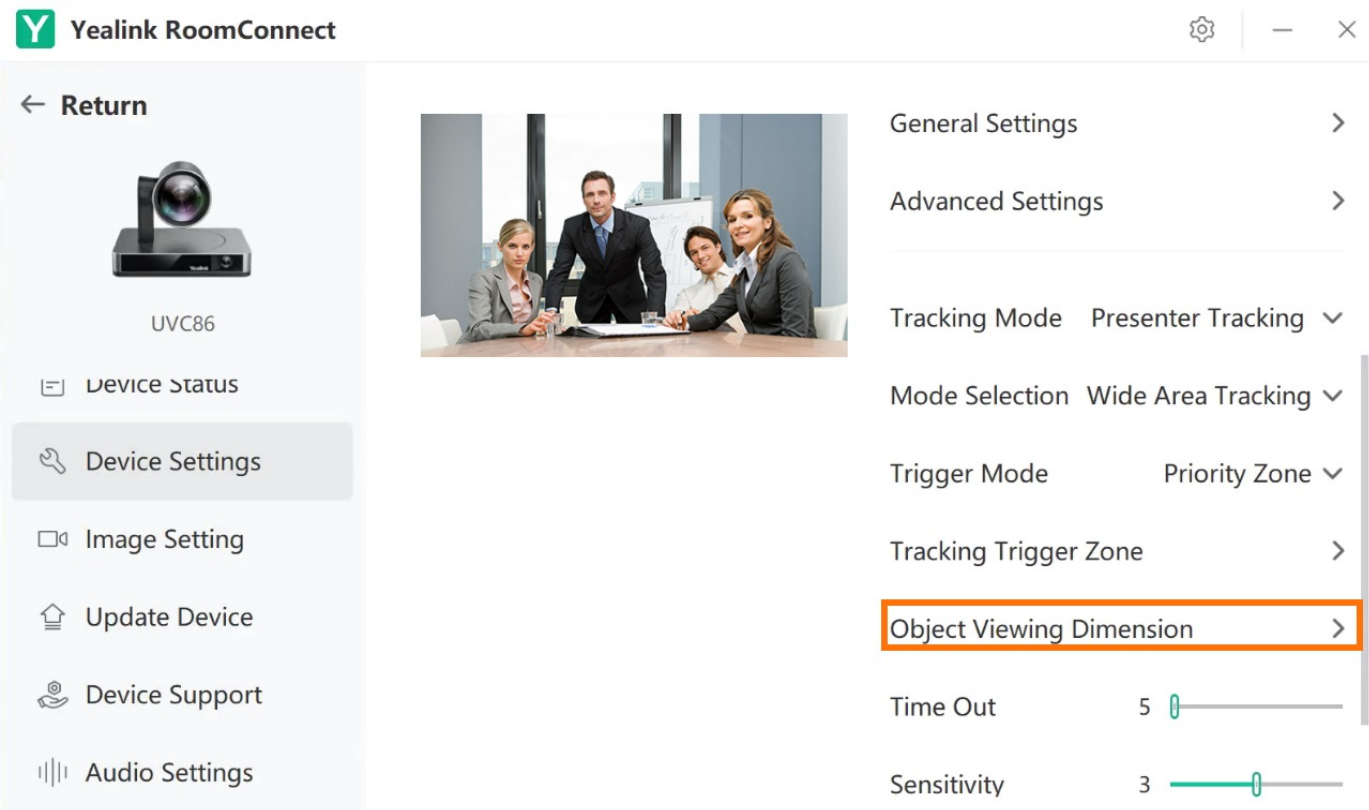 Yealink RoomConnect
Return
UVC86
Device Status
Device Settings
Image Setting
Update Device
Device Support
Audio Settings
General Settings
Advanced Settings
Tracking Mode Presenter Tracking
Mode Selection Wide Area Tracking
Trigger Mode Priority Zone
Tracking Trigger Zone
Object Viewing Dimension
Time Out 5
Sensitivity 3